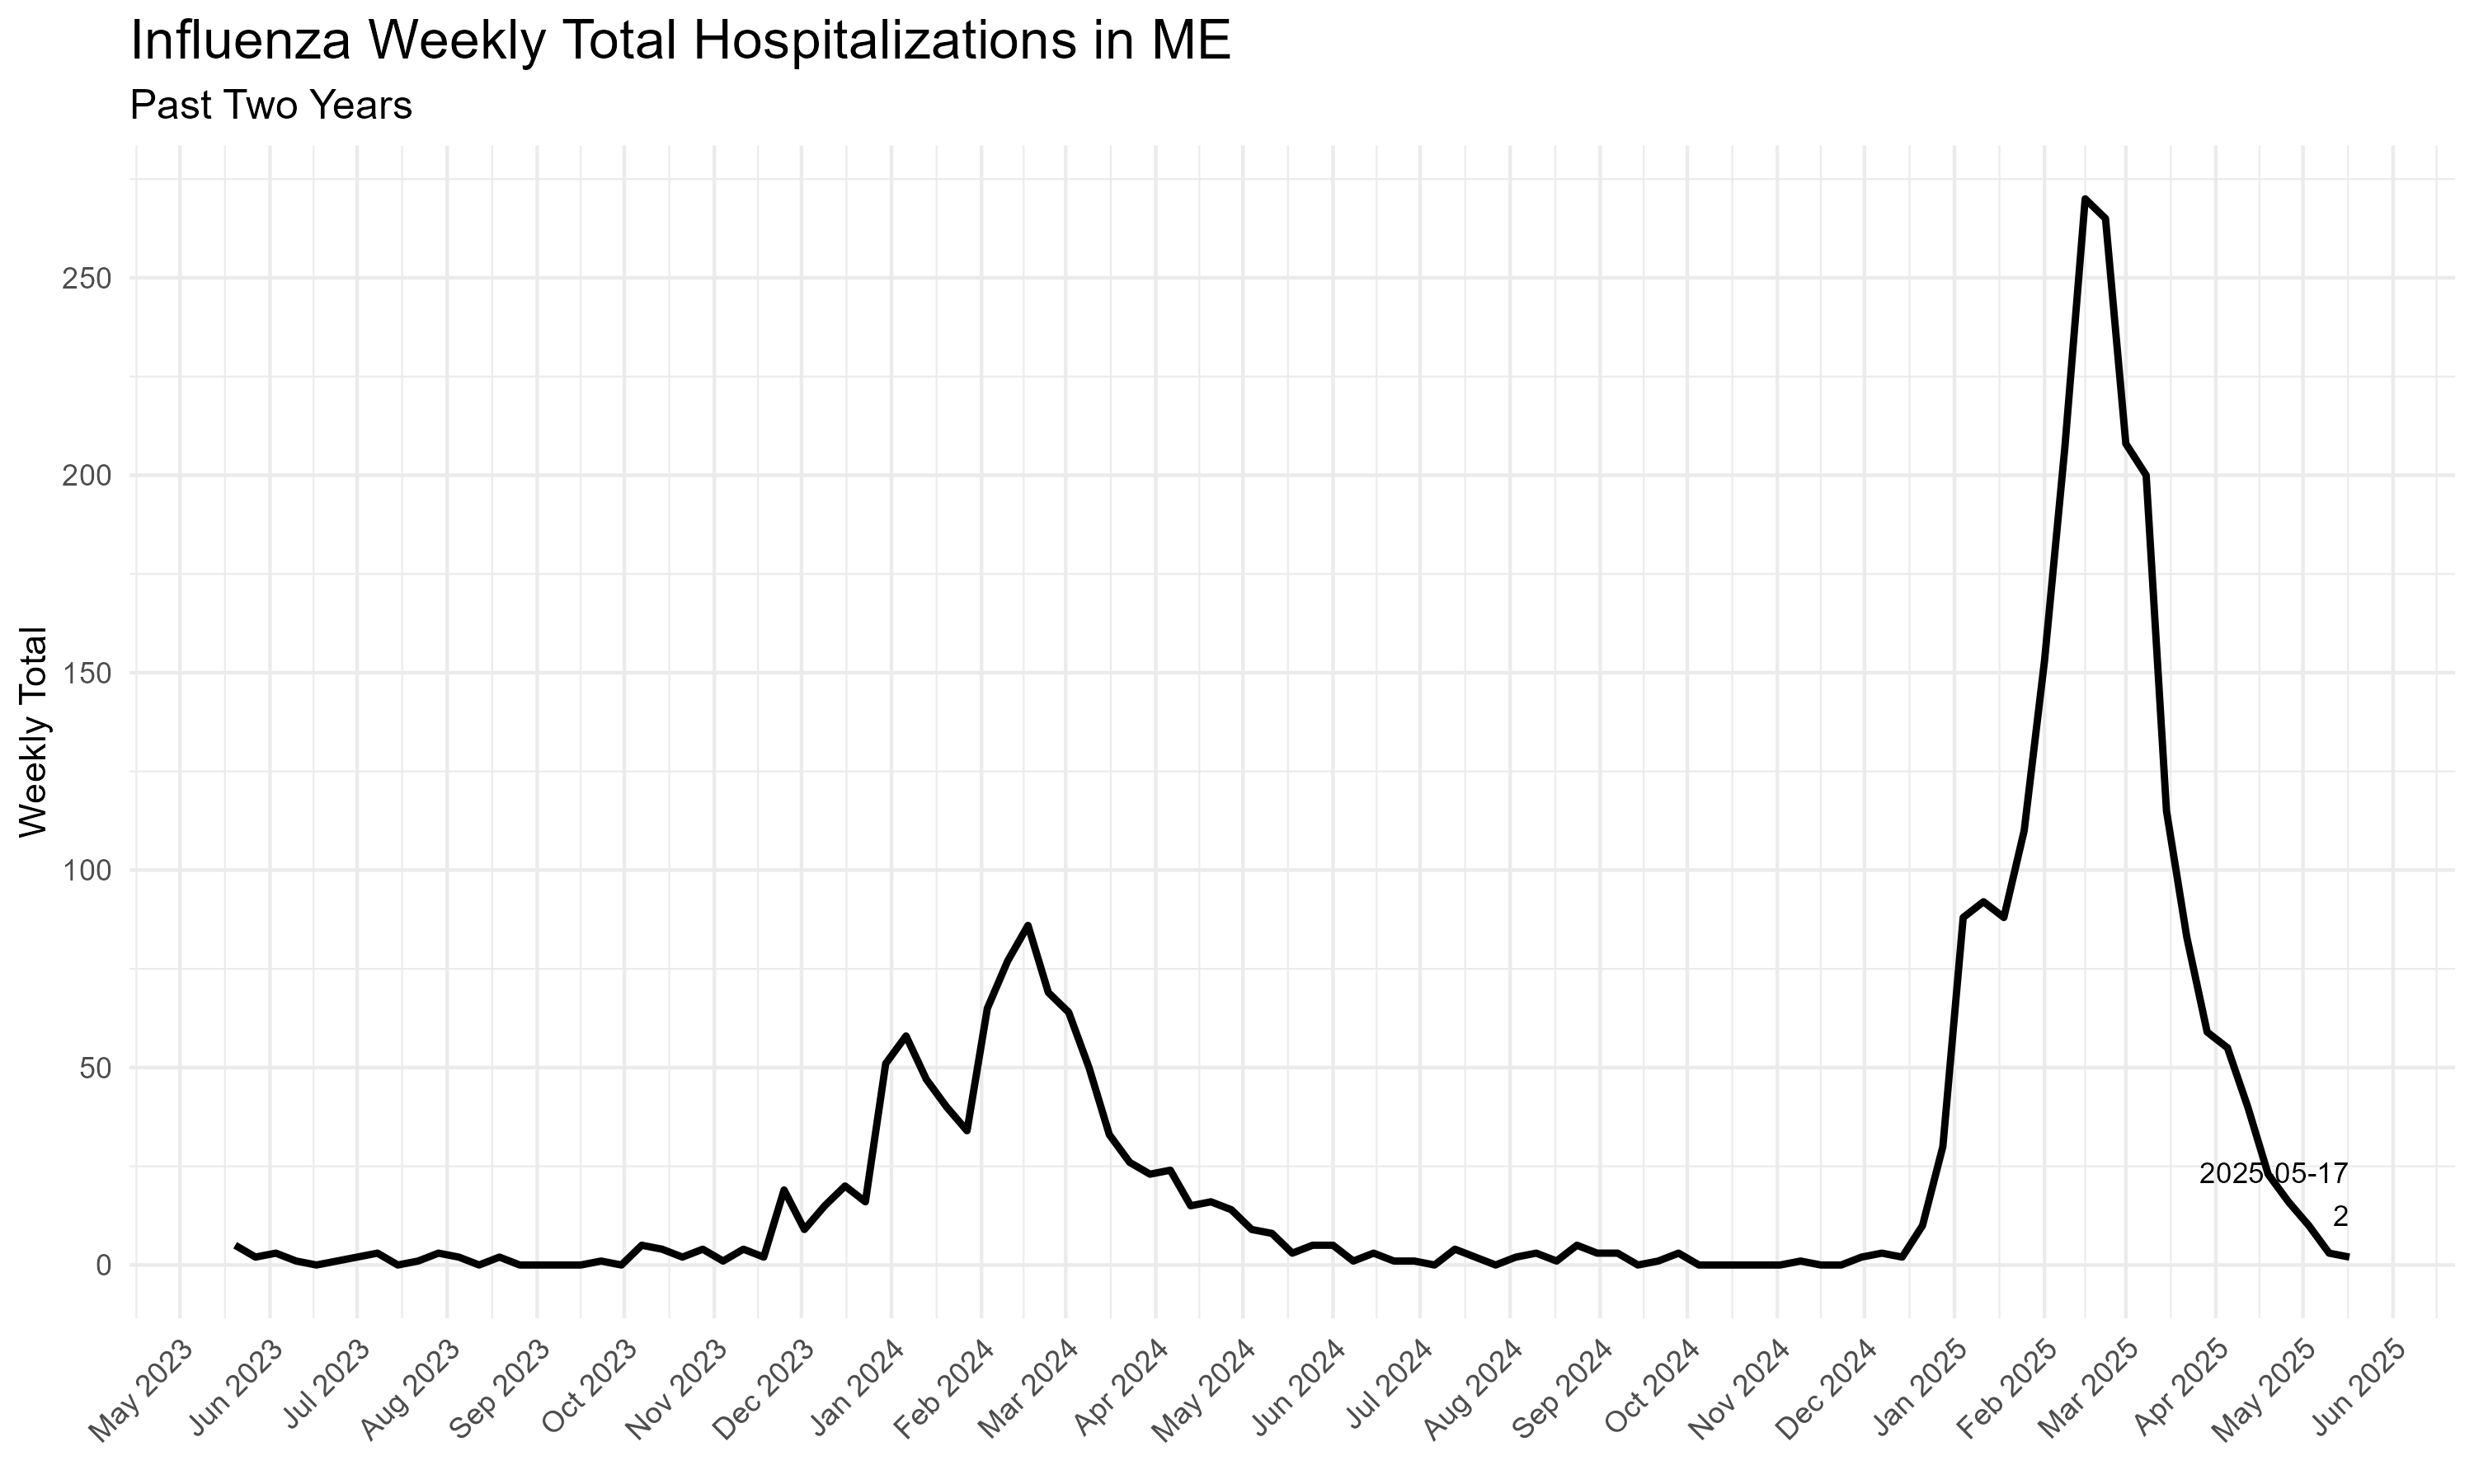 Influenza Weekly Total Hospitalizations in ME
Past Two Years
Weekly Total
250
200
150
100
50
0
2025-05-17
2
May 2023
Jun 2023
Jul 2023
Aug 2023
Sep 2023
Oct 2023
Nov 2023
Dec 2023
Jan 2024
Feb 2024
Mar 2024
Apr 2024
May 2024
Jun 2024
Jul 2024
Aug 2024
Sep 2024
Oct 2024
Nov 2024
Dec 2024
Jan 2025
Feb 2025
Mar 2025
Apr 2025
May 2025
Jun 2025